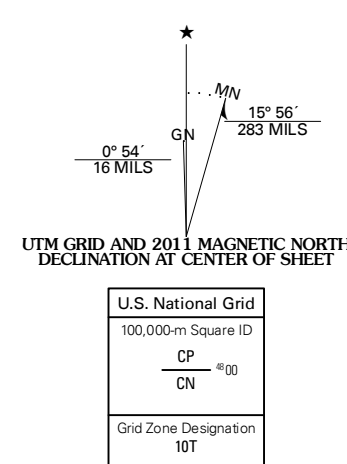 ★
MN
15° 56´
283 MILS
GN
0° 54´
16 MILS
UTM GRID AND 2011 MAGNETIC NORTH
DECLINATION AT CENTER OF SHEET
U.S. National Grid
100,000-m Square ID
CP
⁴⁸00
CN
Grid Zone Designation
10T